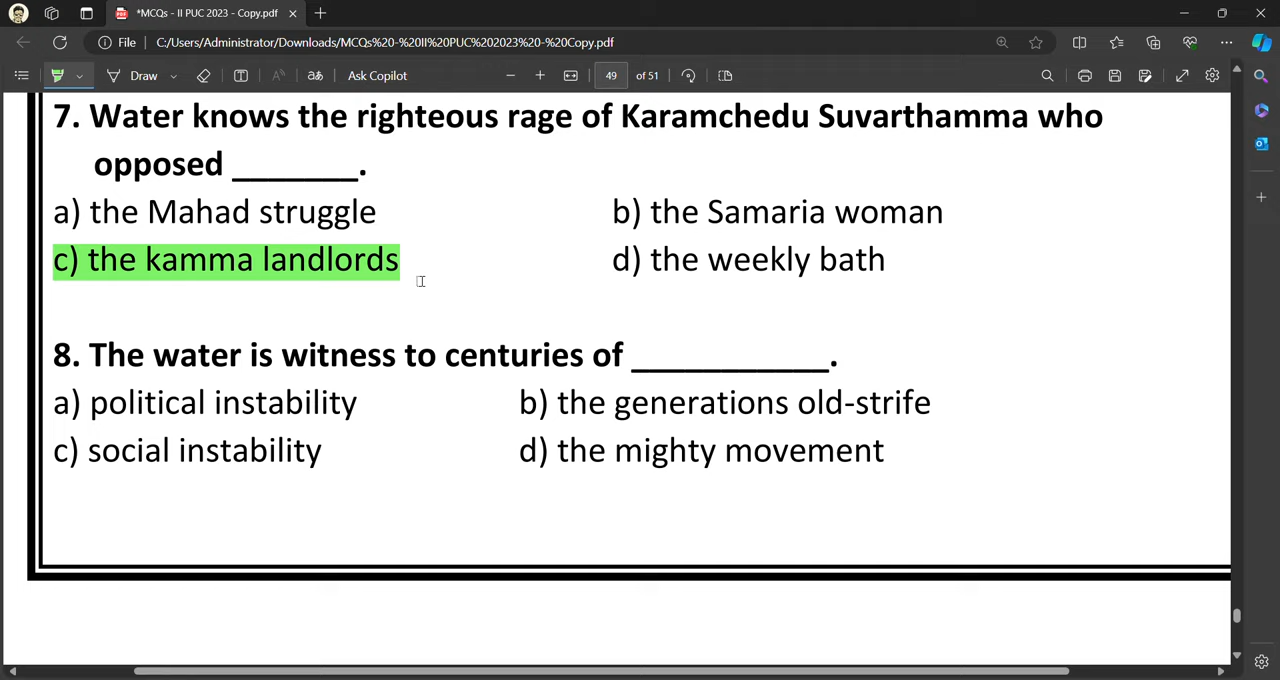 *MCQs - II PUC 2023 - Copy.pdf
File C:/Users/Administrator/Downloads/MCQs%20-%20II%20PUC%202023%20-%20Copy.pdf
Draw Ask Copilot 49 of 51
7. Water knows the righteous rage of Karamchedu Suvarthamma who
opposed _______.
a) the Mahad struggle b) the Samaria woman
c) the kamma landlords d) the weekly bath
8. The water is witness to centuries of ___________.
a) political instability b) the generations old-strife
c) social instability d) the mighty movement